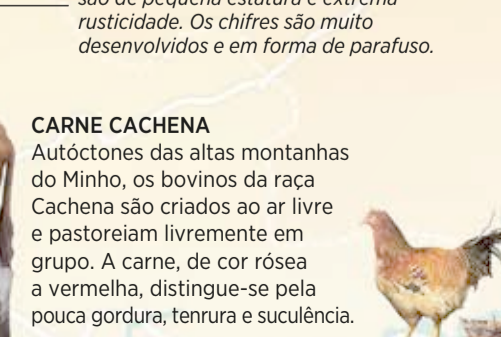 são de pequena estatura e extrema
rusticidade. Os chifres são muito
desenvolvidos e em forma de parafuso.
CARNE CACHENA
Autóctones das altas montanhas
do Minho, os bovinos da raça
Cachena são criados ao ar livre
e pastoreiam livremente em
grupo. A carne, de cor rósea
a vermelha, distingue-se pela
pouca gordura, tenrura e suculência.